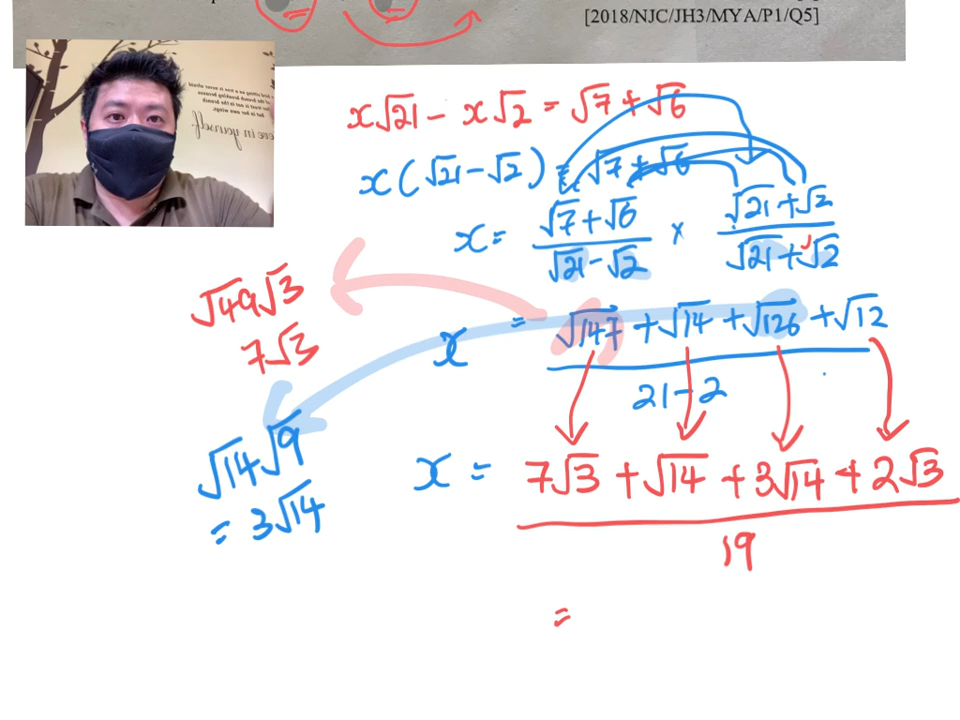 [2018/NJC/JH3/MYA/P1/Q5]
x√21 − x√2 = √7 + √6
x(√21 − √2) = √7 + √6
x = (√7 + √6)/(√21 − √2) × (√21 + √2)/(√21 + √2)
√49√3
7√3
x = (√147 + √14 + √126 + √12)/(21 − 2)
√14√9
= 3√14
x = (7√3 + √14 + 3√14 + 2√3)/19
=